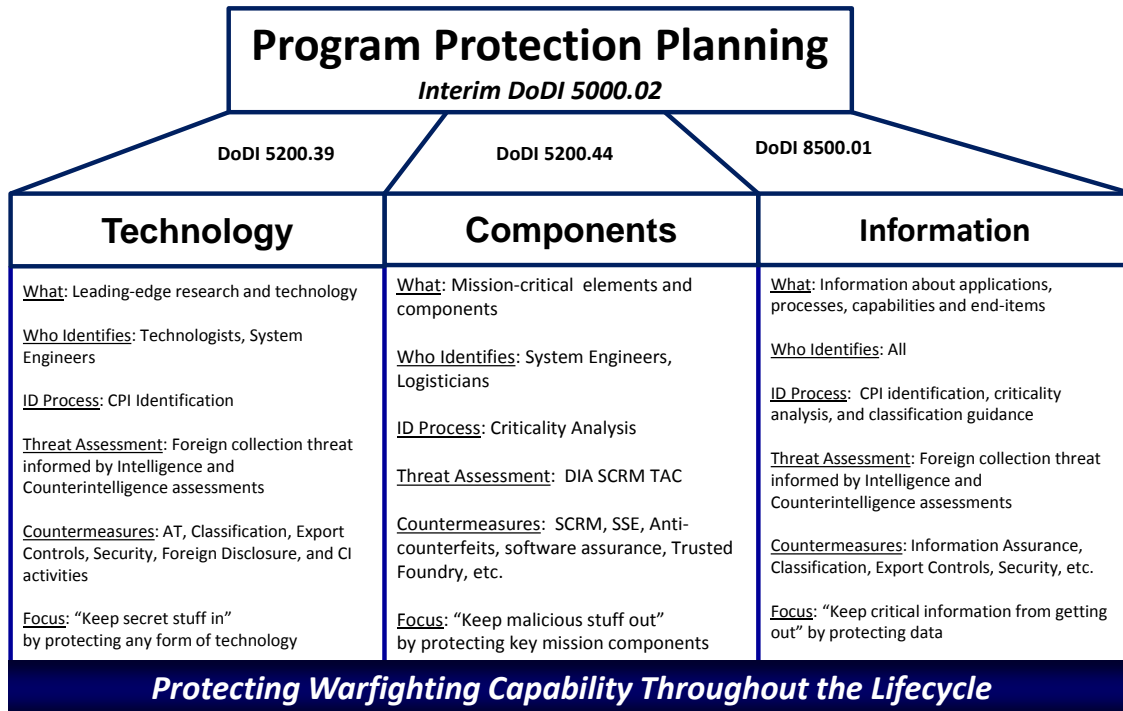 Program Protection Planning
Interim DoDI 5000.02
DoDI 5200.39
DoDI 5200.44
DoDI 8500.01
Technology
What: Leading-edge research and technology
Who Identifies: Technologists, System
Engineers
ID Process: CPI Identification
Threat Assessment: Foreign collection threat
informed by Intelligence and
Counterintelligence assessments
Countermeasures: AT, Classification, Export
Controls, Security, Foreign Disclosure, and CI
activities
Focus: “Keep secret stuff in”
by protecting any form of technology
Components
What: Mission-critical elements and
components
Who Identifies: System Engineers,
Logisticians
ID Process: Criticality Analysis
Threat Assessment: DIA SCRM TAC
Countermeasures: SCRM, SSE, Anti-
counterfeits, software assurance, Trusted
Foundry, etc.
Focus: “Keep malicious stuff out”
by protecting key mission components
Information
What: Information about applications,
processes, capabilities and end-items
Who Identifies: All
ID Process: CPI identification, criticality
analysis, and classification guidance
Threat Assessment: Foreign collection threat
informed by Intelligence and
Counterintelligence assessments
Countermeasures: Information Assurance,
Classification, Export Controls, Security, etc.
Focus: “Keep critical information from getting
out” by protecting data
Protecting Warfighting Capability Throughout the Lifecycle